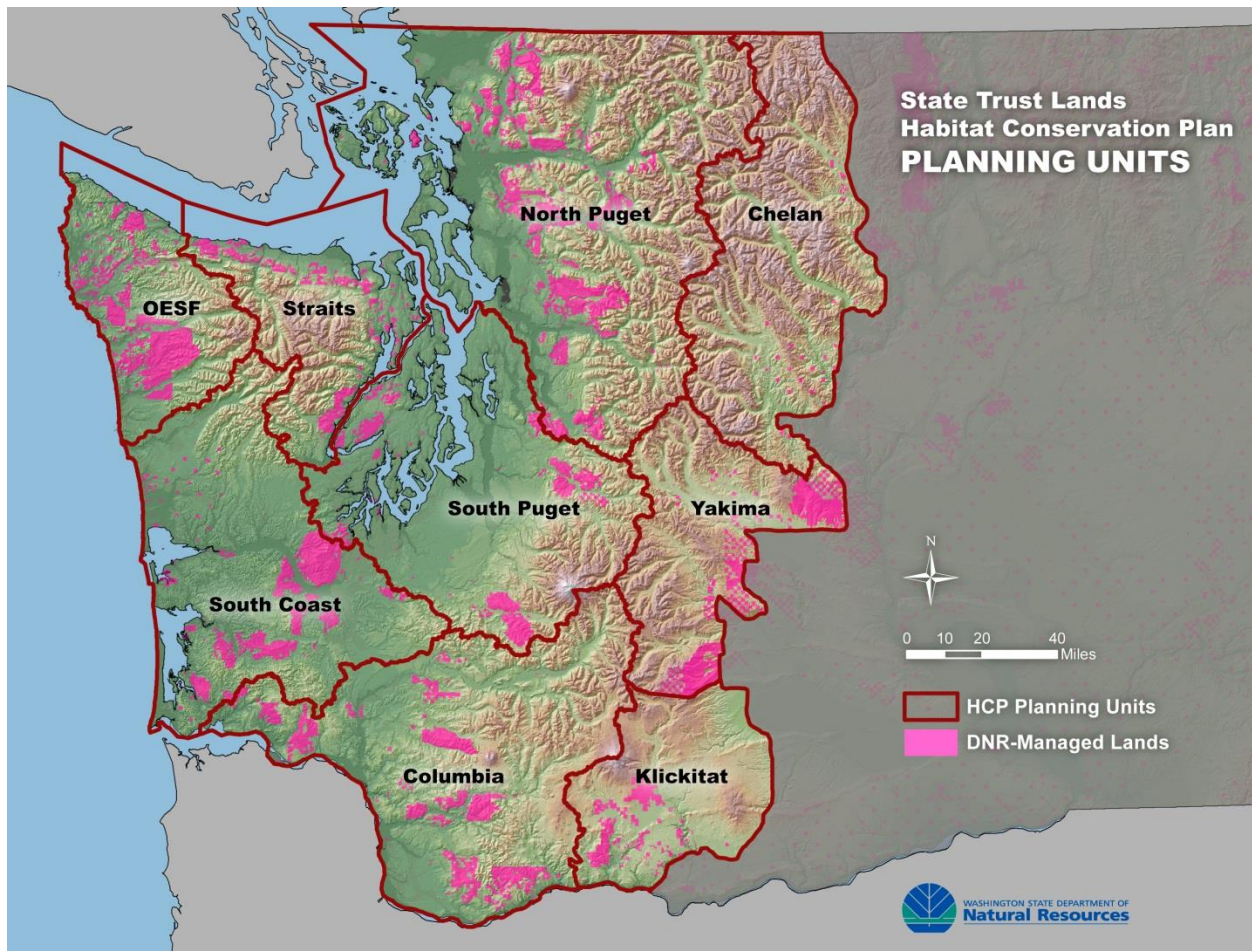 State Trust Lands
Habitat Conservation Plan
PLANNING UNITS
North Puget
Chelan
OESF
Straits
South Puget
Yakima
South Coast
Columbia
Klickitat
N
0 10 20 40
Miles
HCP Planning Units
DNR-Managed Lands
WASHINGTON STATE DEPARTMENT OF
Natural Resources